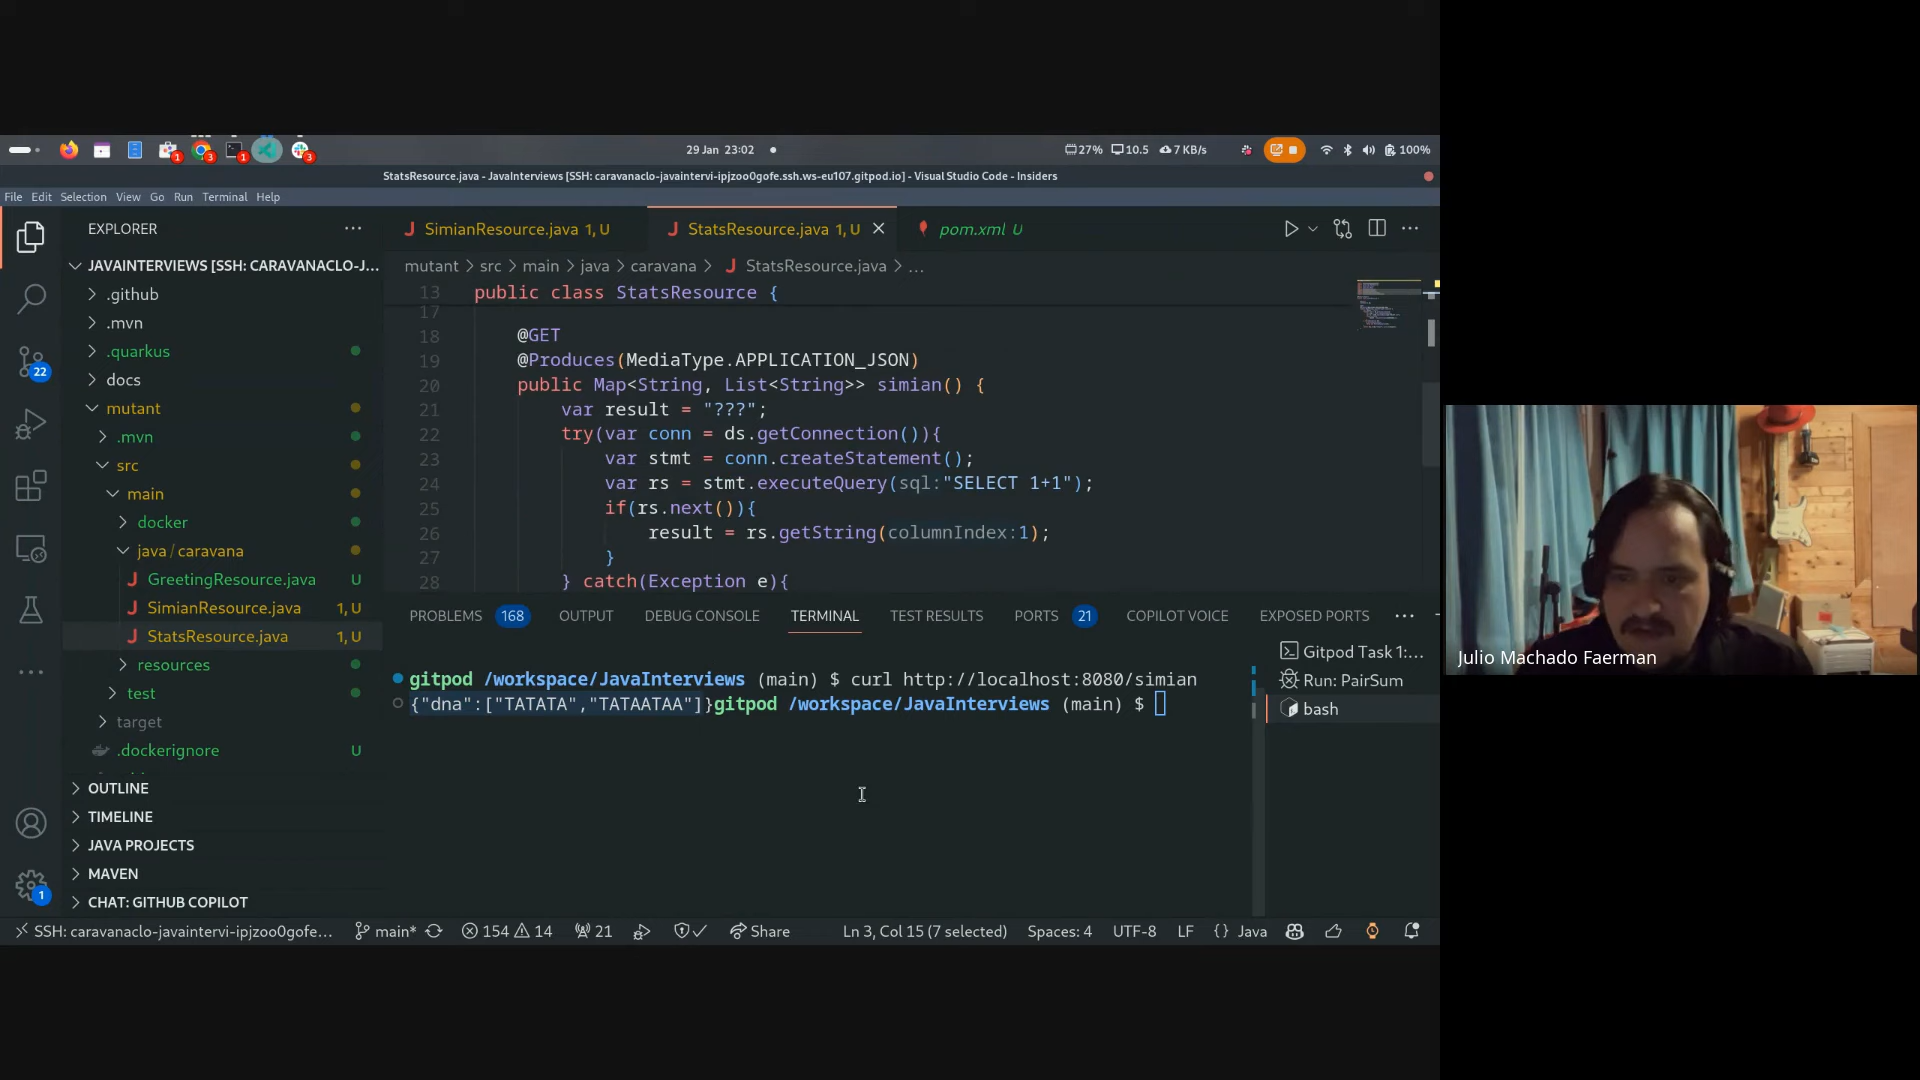 29 Jan 23:02
27%
10.5
7 KB/s
100%
1
3
1
3
StatsResource.java - JavaInterviews [SSH: caravanaclo-javaintervi-ipjzoo0gofe.ssh.ws-eu107.gitpod.io] - Visual Studio Code - Insiders
File Edit Selection View Go Run Terminal Help
EXPLORER
JAVAINTERVIEWS [SSH: CARAVANACLO-J...
.github
.mvn
.quarkus
docs
mutant
.mvn
src
main
docker
java / caravana
GreetingResource.java U
SimianResource.java 1, U
StatsResource.java 1, U
resources
test
target
.dockerignore U
OUTLINE
TIMELINE
JAVA PROJECTS
MAVEN
CHAT: GITHUB COPILOT
22
1
SimianResource.java 1, U
StatsResource.java 1, U
pom.xml U
mutant > src > main > java > caravana > StatsResource.java > ...
13 public class StatsResource {
17
18 @GET
19 @Produces(MediaType.APPLICATION_JSON)
20 public Map<String, List<String>> simian() {
21 var result = "???";
22 try(var conn = ds.getConnection()){
23 var stmt = conn.createStatement();
24 var rs = stmt.executeQuery(sql:"SELECT 1+1");
25 if(rs.next()){
26 result = rs.getString(columnIndex:1);
27 }
28 } catch(Exception e){
PROBLEMS 168 OUTPUT DEBUG CONSOLE TERMINAL TEST RESULTS PORTS 21 COPILOT VOICE EXPOSED PORTS
gitpod /workspace/JavaInterviews (main) $ curl http://localhost:8080/simian
{"dna":["TATATA","TATAATAA"]}gitpod /workspace/JavaInterviews (main) $
Gitpod Task 1:...
Run: PairSum
bash
SSH: caravanaclo-javaintervi-ipjzoo0gofe... main* 154 14 21 Share Ln 3, Col 15 (7 selected) Spaces: 4 UTF-8 LF {} Java
Julio Machado Faerman